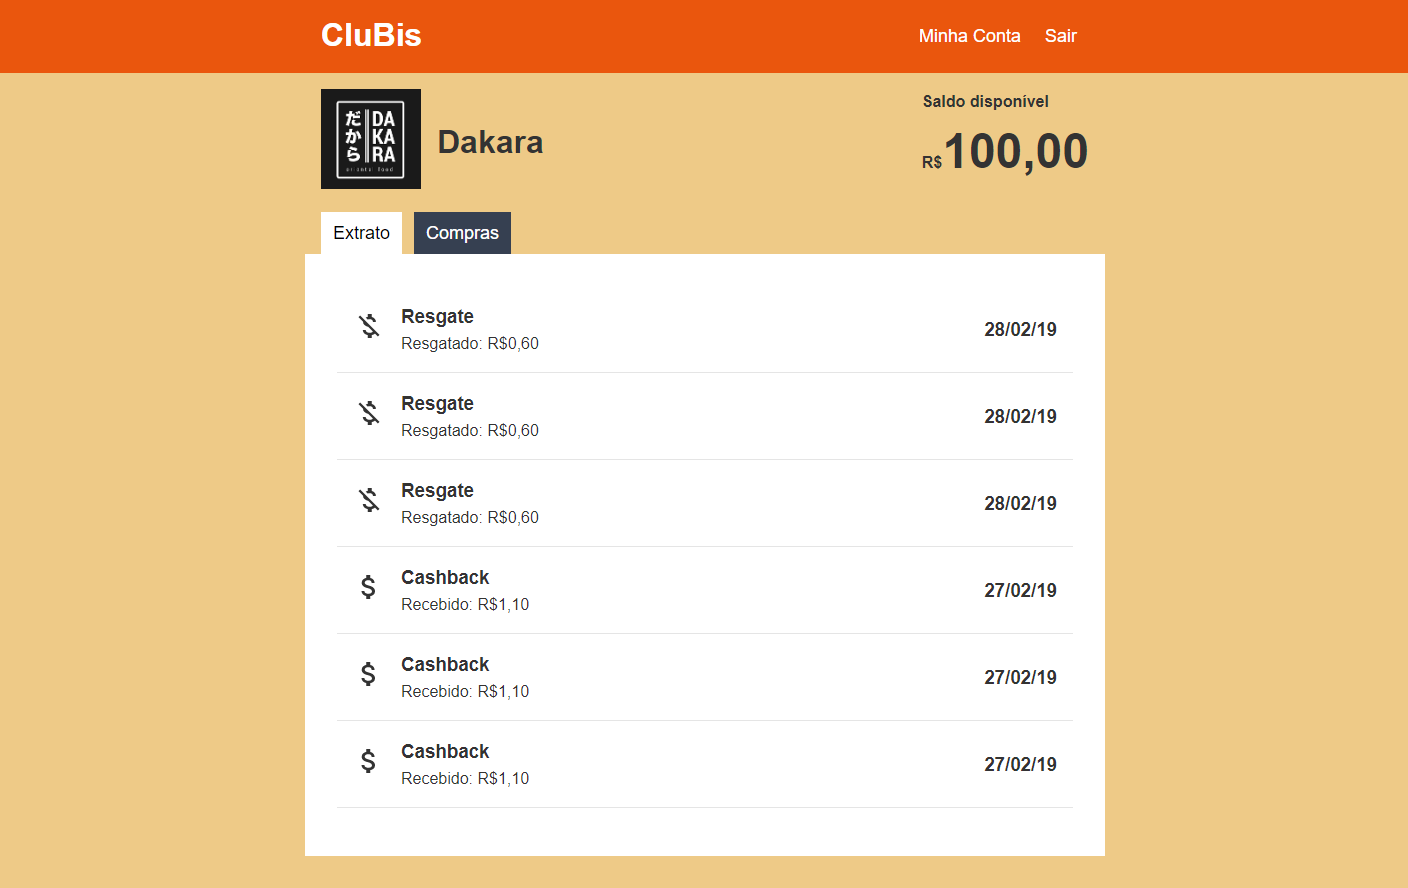 CluBis
Minha Conta Sair
だから
DA
KA
RA
oriental food
Dakara
Saldo disponível
R$100,00
Extrato Compras
Resgate
Resgatado: R$0,60
28/02/19
Resgate
Resgatado: R$0,60
28/02/19
Resgate
Resgatado: R$0,60
28/02/19
Cashback
Recebido: R$1,10
27/02/19
Cashback
Recebido: R$1,10
27/02/19
Cashback
Recebido: R$1,10
27/02/19